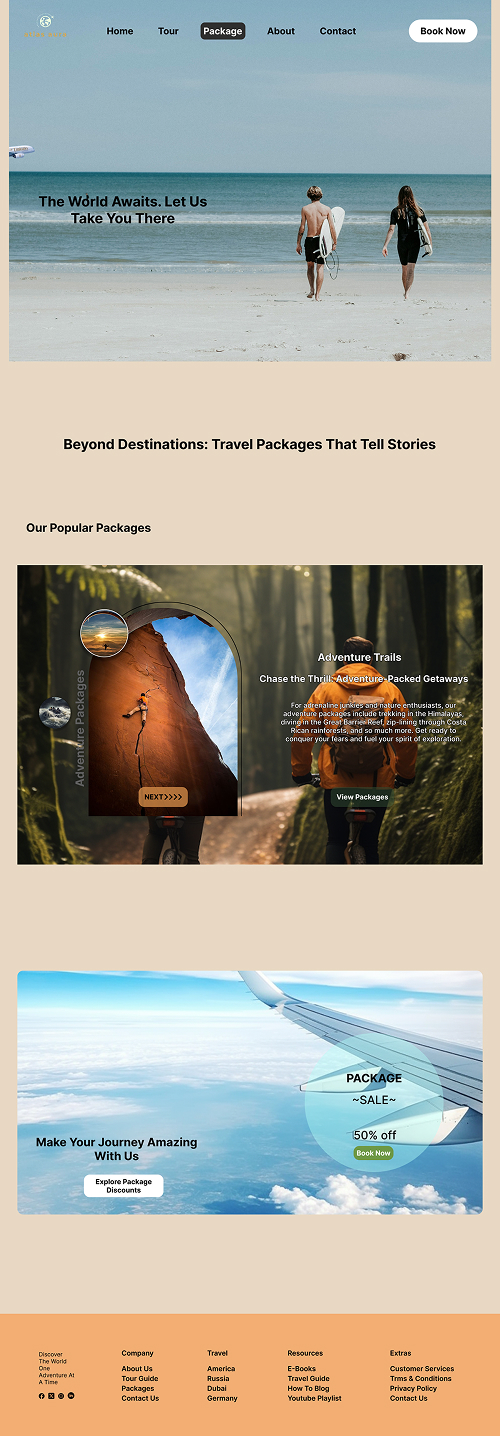 Home Tour Package About Contact Book Now
The World Awaits. Let Us
Take You There
Beyond Destinations: Travel Packages That Tell Stories
Our Popular Packages
Adventure Packages
NEXT
Adventure Trails
Chase the Thrill: Adventure-Packed Getaways
For adrenaline junkies and nature enthusiasts, our
adventure packages include trekking in the Himalayas,
diving in the Great Barrier Reef, zip-lining through Costa
Rican rainforests, and so much more. Get ready to
conquer your fears and fuel your spirit of exploration.
View Packages
Make Your Journey Amazing
With Us
Explore Package
Discounts
PACKAGE
~SALE~
50% off
Book Now
Discover
The World
One
Adventure At
A Time
Company
About Us
Tour Guide
Packages
Contact Us
Travel
America
Russia
Dubai
Germany
Resources
E-Books
Travel Guide
How To Blog
Youtube Playlist
Extras
Customer Services
Trms & Conditions
Privacy Policy
Contact Us